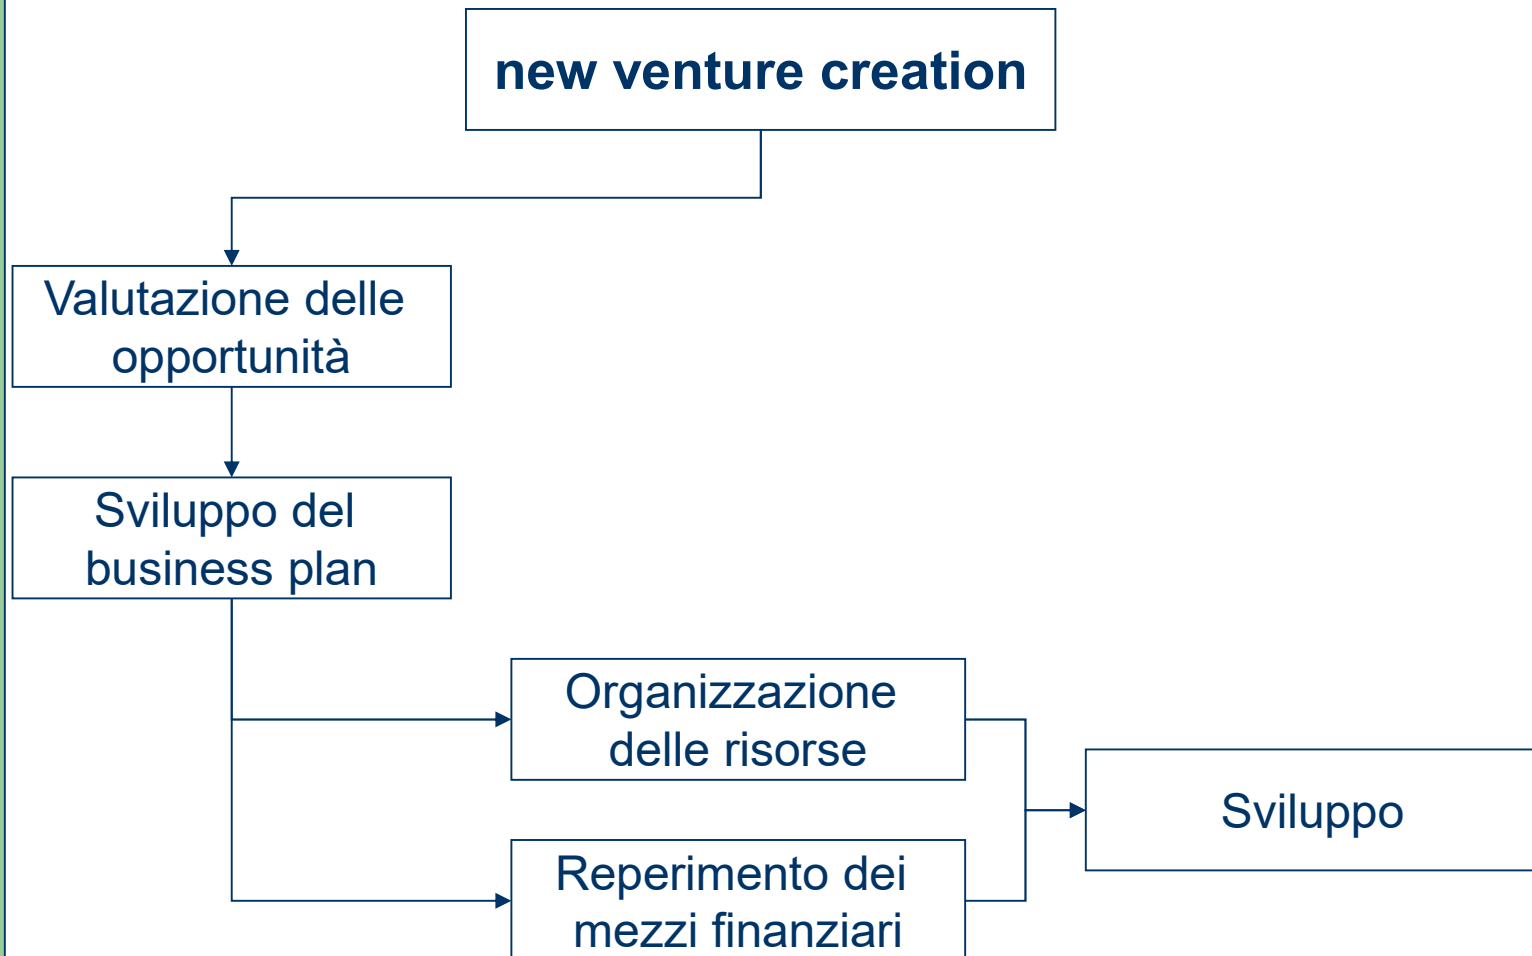 new venture creation
Valutazione delle
opportunità
Sviluppo del
business plan
Organizzazione
delle risorse
Sviluppo
Reperimento dei
mezzi finanziari